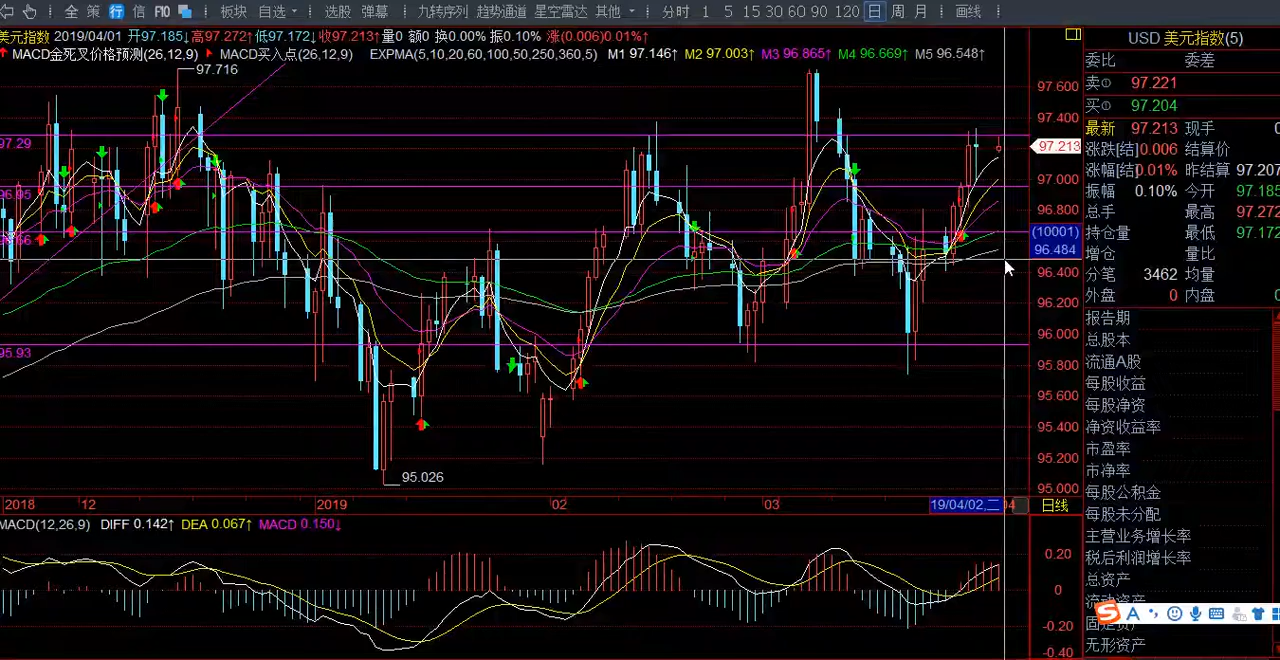 全 策 行 信 F10 板块 自选 选股 弹幕 九转序列 趋势通道 星空雷达 其他 分时 1 5 15 30 60 90 120 日 周 月 画线
美元指数 2019/04/01 开97.185↓ 高97.272↑ 低97.172↓ 收97.213↑ 量0 额0 换0.00% 振0.10% 涨(0.006)0.01%↑
MACD金死叉价格预测(26,12,9) MACD买入点(26,12,9) EXPMA(5,10,20,60,100,50,250,360,5) M1 97.146↑ M2 97.003↑ M3 96.865↑ M4 96.669↑ M5 96.548↑
97.716
97.29
95.93
95.026
97.600
97.400
97.213
97.000
96.800
(10001)
96.484
96.400
96.200
96.000
95.800
95.600
95.400
95.200
95.000
2018 12 2019 02 03 19/04/02,二 04 日线
MACD(12,26,9) DIFF 0.142↑ DEA 0.067↑ MACD 0.150↓
0.20
0
-0.20
-0.40
USD 美元指数(5)
委比 委差
卖① 97.221
买① 97.204
最新 97.213 现手
涨跌[结] 0.006 结算价
涨幅[结] 0.01% 昨结算 97.207
振幅 0.10% 今开 97.185
总手 最高 97.272
持仓量 最低 97.172
增仓 量比
分笔 3462 均量
外盘 0 内盘
报告期
总股本
流通A股
每股收益
每股净资
净资收益率
市盈率
市净率
每股公积金
每股未分配
主营业务增长率
税后利润增长率
总资产
流动资产
无形资产